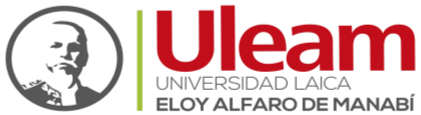 Uleam
UNIVERSIDAD LAICA
ELOY ALFARO DE MANABÍ